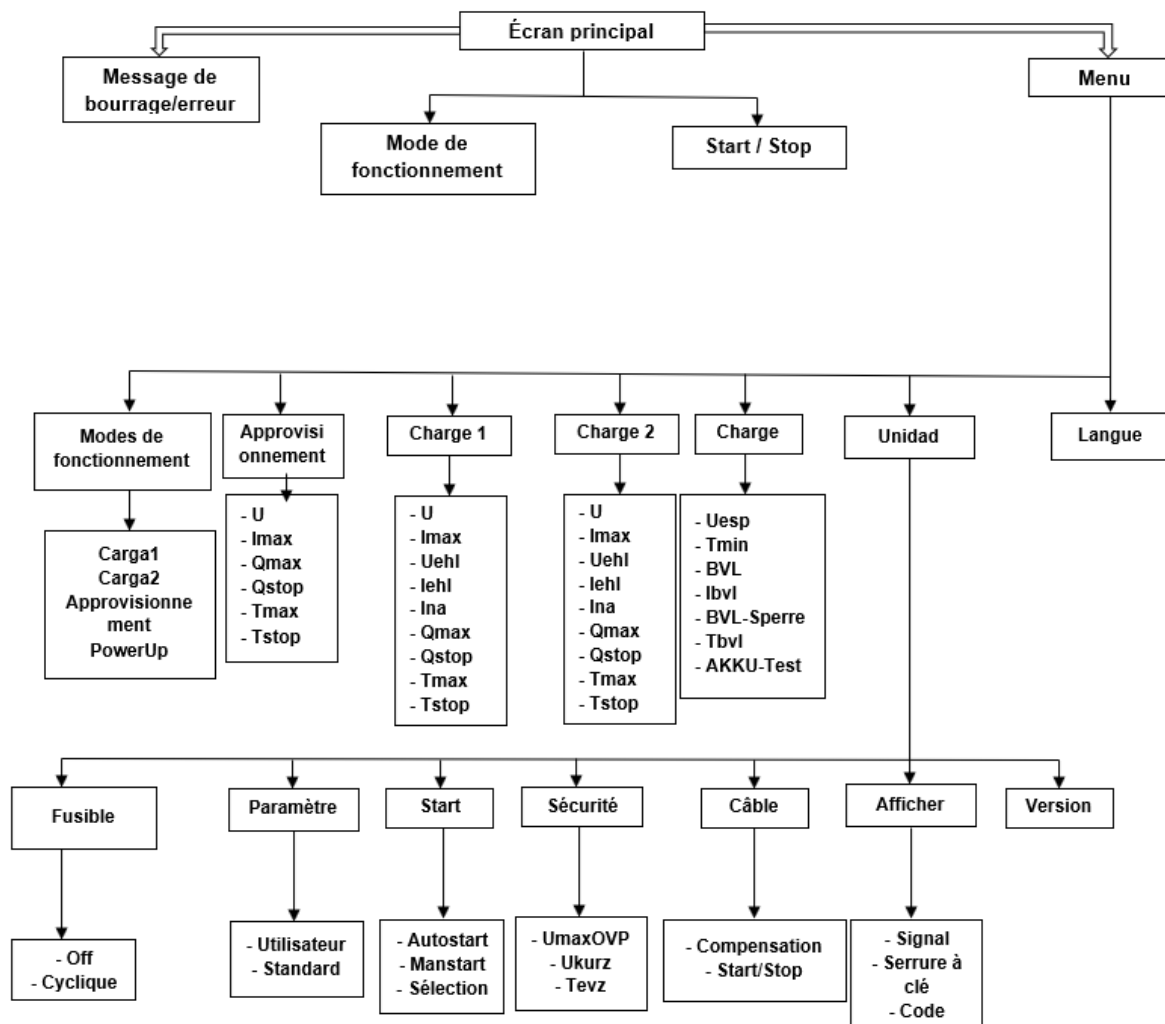 Écran principal
Message de
bourrage/erreur
Menu
Mode de
fonctionnement
Start / Stop
Modes de
fonctionnement
Approvisi
onnement
Charge 1
Charge 2
Charge
Unidad
Langue
Carga1
Carga2
Approvisionne
ment
PowerUp
- U
- Imax
- Qmax
- Qstop
- Tmax
- Tstop
- U
- Imax
- Uehl
- Iehl
- Ina
- Qmax
- Qstop
- Tmax
- Tstop
- U
- Imax
- Uehl
- Iehl
- Ina
- Qmax
- Qstop
- Tmax
- Tstop
- Uesp
- Tmin
- BVL
- Ibvl
- BVL-Sperre
- Tbvl
- AKKU-Test
Fusible
Paramètre
Start
Sécurité
Câble
Afficher
Version
- Off
- Cyclique
- Utilisateur
- Standard
- Autostart
- Manstart
- Sélection
- UmaxOVP
- Ukurz
- Tevz
- Compensation
- Start/Stop
- Signal
- Serrure à
clé
- Code